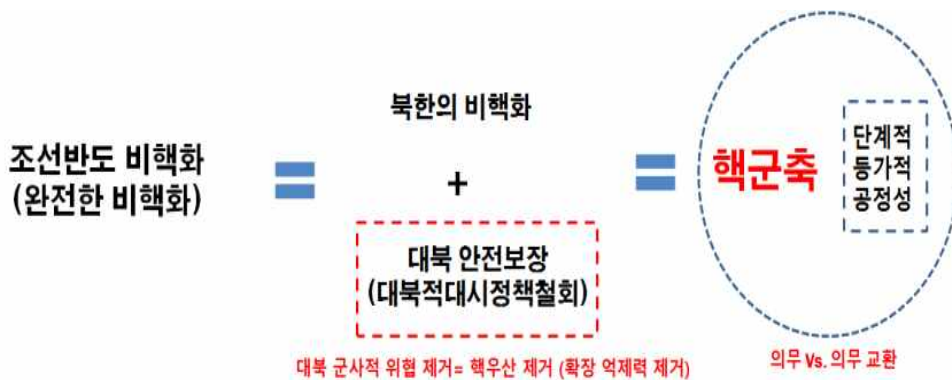 조선반도 비핵화
(완전한 비핵화)
=
북한의 비핵화
+
대북 안전보장
(대북적대시정책철회)
대북 군사적 위협 제거= 핵우산 제거 (확장 억제력 제거)
=
핵군축
단계적
등가적
공정성
의무 Vs. 의무 교환